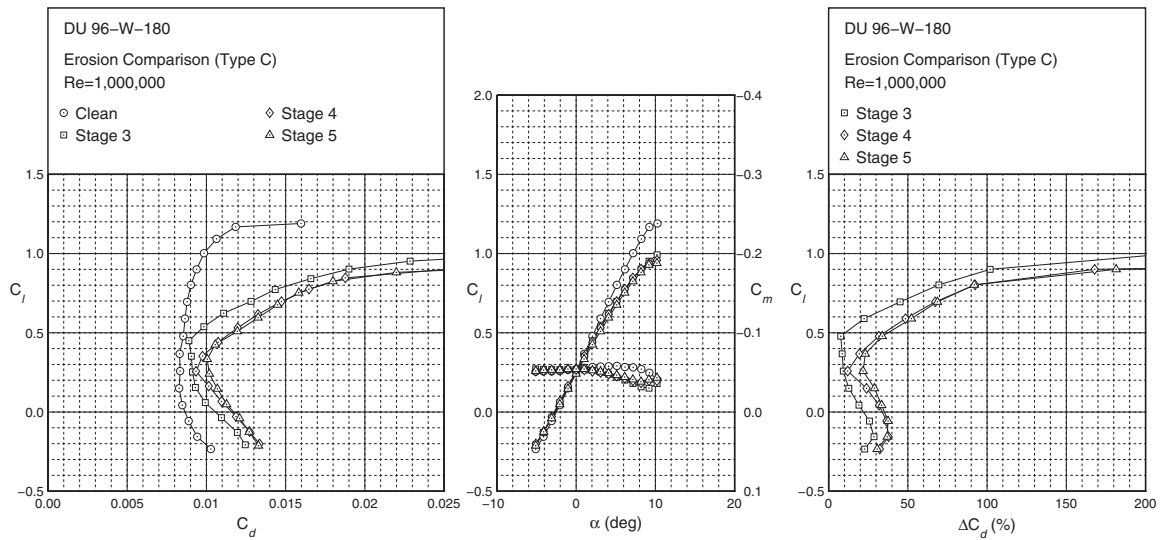 DU 96–W–180
Erosion Comparison (Type C)
Re=1,000,000
Clean
Stage 3
Stage 4
Stage 5
1.5
1.0
0.5
0.0
−0.5
C_l
0.000
0.005
0.010
0.015
0.020
0.025
C_d
2.0
1.5
1.0
0.5
0.0
−0.5
C_l
−10
0
10
20
α (deg)
−0.4
−0.3
−0.2
−0.1
0.0
0.1
C_m
DU 96–W–180
Erosion Comparison (Type C)
Re=1,000,000
Stage 3
Stage 4
Stage 5
1.5
1.0
0.5
0.0
−0.5
C_l
0
50
100
150
200
ΔC_d (%)